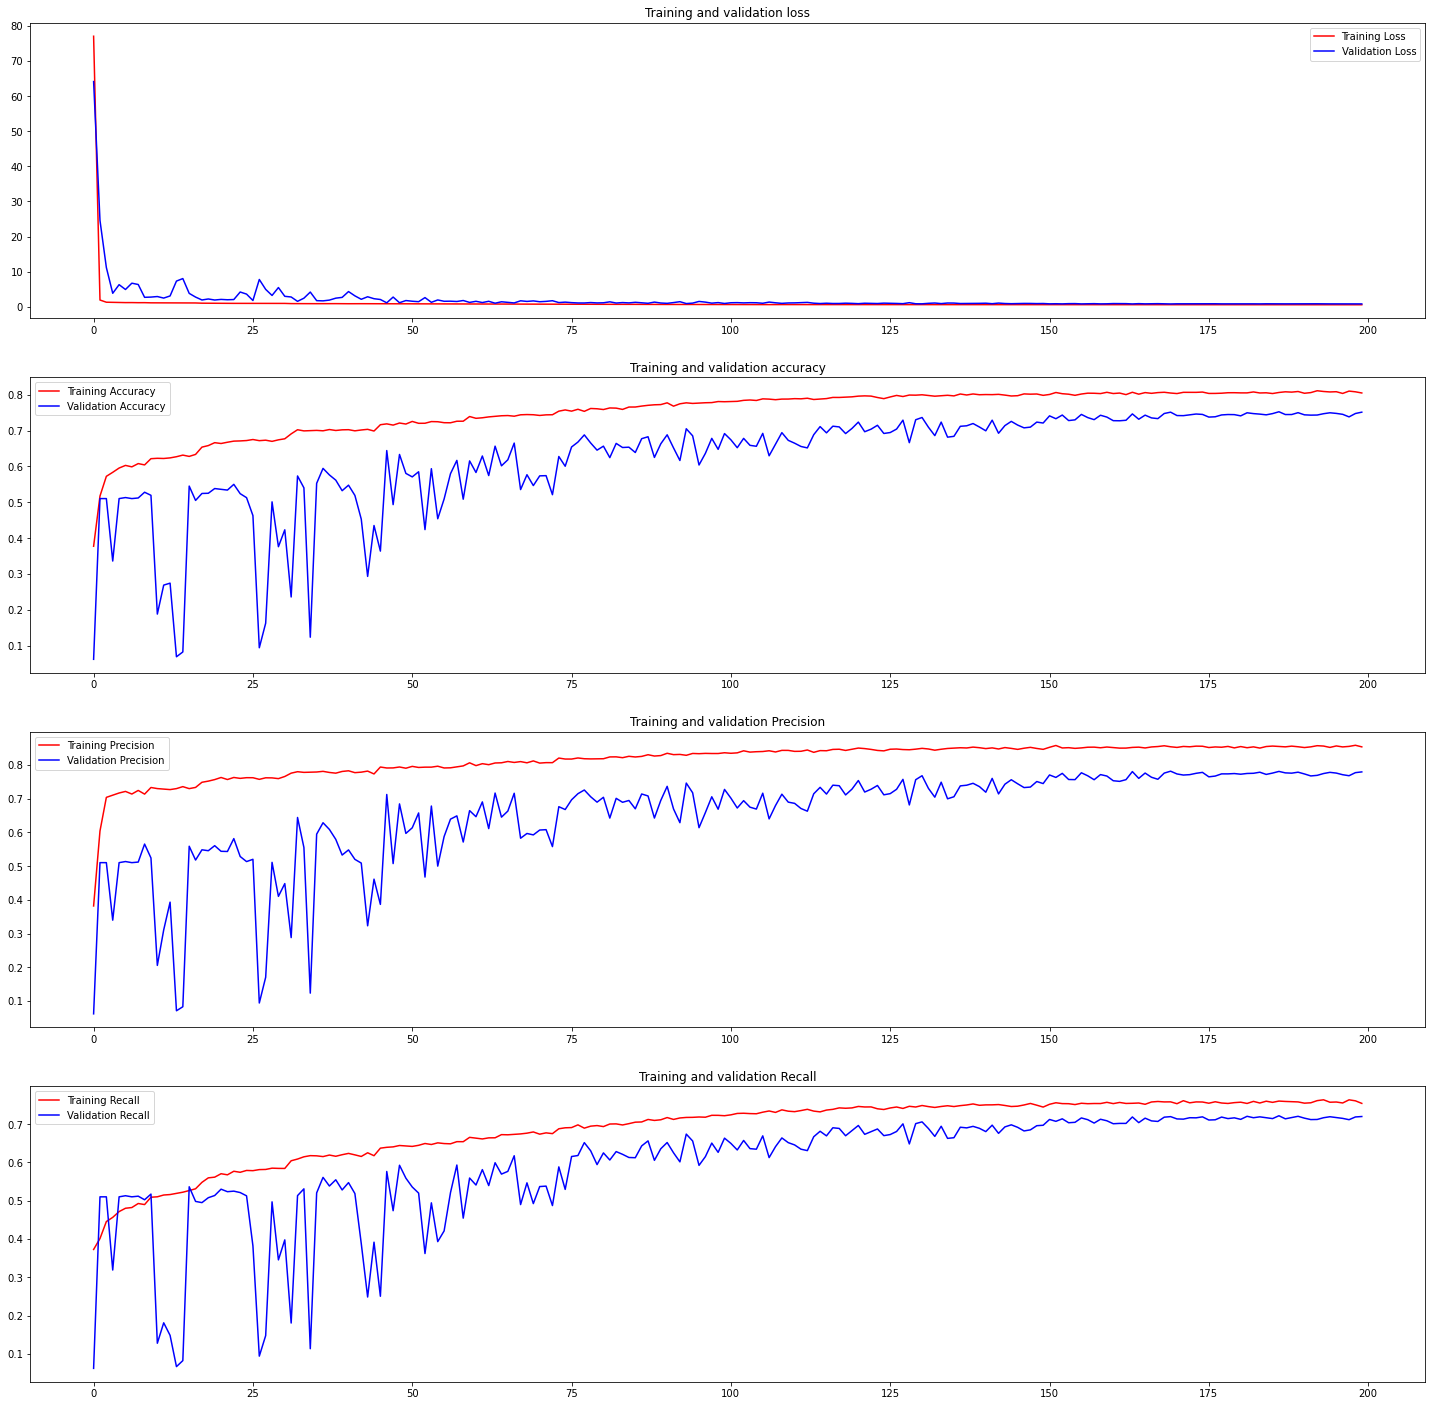 Training and validation loss
80
70
60
50
40
30
20
10
0
Training Loss
Validation Loss
0 25 50 75 100 125 150 175 200
Training and validation accuracy
0.8
0.7
0.6
0.5
0.4
0.3
0.2
0.1
Training Accuracy
Validation Accuracy
0 25 50 75 100 125 150 175 200
Training and validation Precision
0.8
0.7
0.6
0.5
0.4
0.3
0.2
0.1
Training Precision
Validation Precision
0 25 50 75 100 125 150 175 200
Training and validation Recall
0.7
0.6
0.5
0.4
0.3
0.2
0.1
Training Recall
Validation Recall
0 25 50 75 100 125 150 175 200